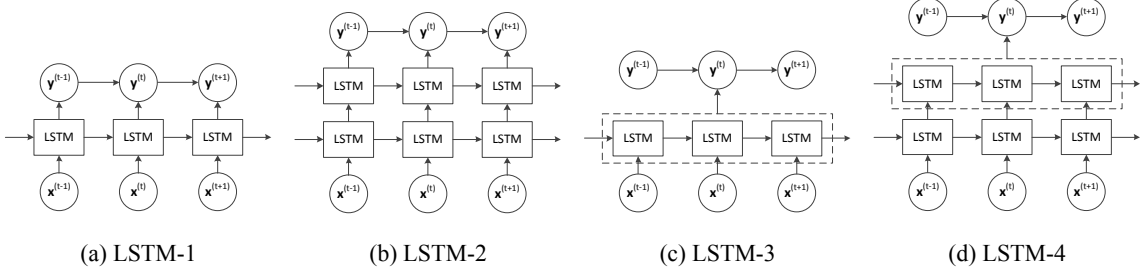 y(t-1) y(t) y(t+1)
LSTM LSTM LSTM
x(t-1) x(t) x(t+1)
(a) LSTM-1
y(t-1) y(t) y(t+1)
LSTM LSTM LSTM
LSTM LSTM LSTM
x(t-1) x(t) x(t+1)
(b) LSTM-2
y(t-1) y(t) y(t+1)
LSTM LSTM LSTM
x(t-1) x(t) x(t+1)
(c) LSTM-3
y(t-1) y(t) y(t+1)
LSTM LSTM LSTM
LSTM LSTM LSTM
x(t-1) x(t) x(t+1)
(d) LSTM-4